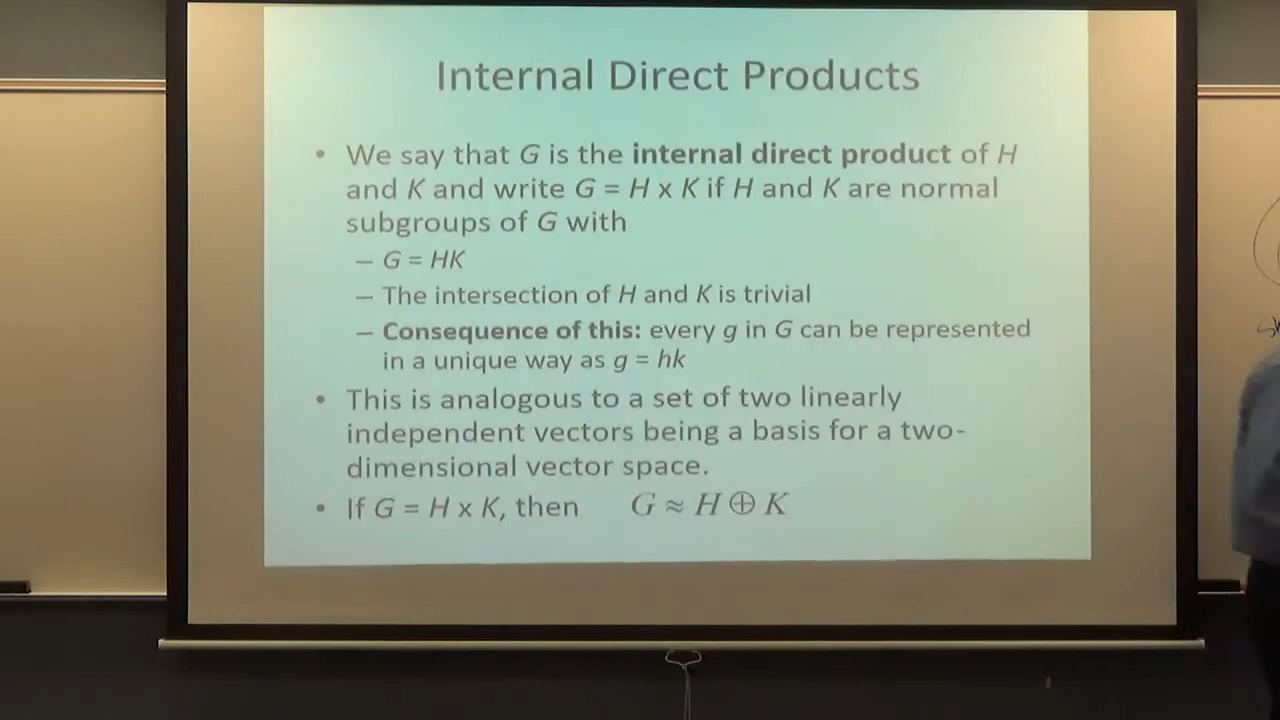 Internal Direct Products
• We say that G is the internal direct product of H
and K and write G = H x K if H and K are normal
subgroups of G with
– G = HK
– The intersection of H and K is trivial
– Consequence of this: every g in G can be represented
in a unique way as g = hk
• This is analogous to a set of two linearly
independent vectors being a basis for a two-
dimensional vector space.
• If G = H x K, then G ≈ H ⊕ K